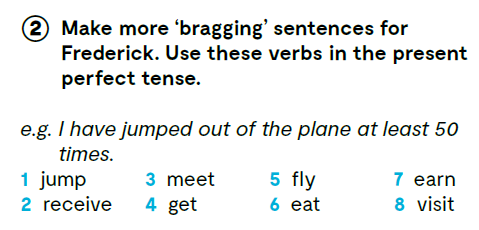 2 Make more ‘bragging’ sentences for
Frederick. Use these verbs in the present
perfect tense.
e.g. I have jumped out of the plane at least 50
times.
1 jump 3 meet 5 fly 7 earn
2 receive 4 get 6 eat 8 visit